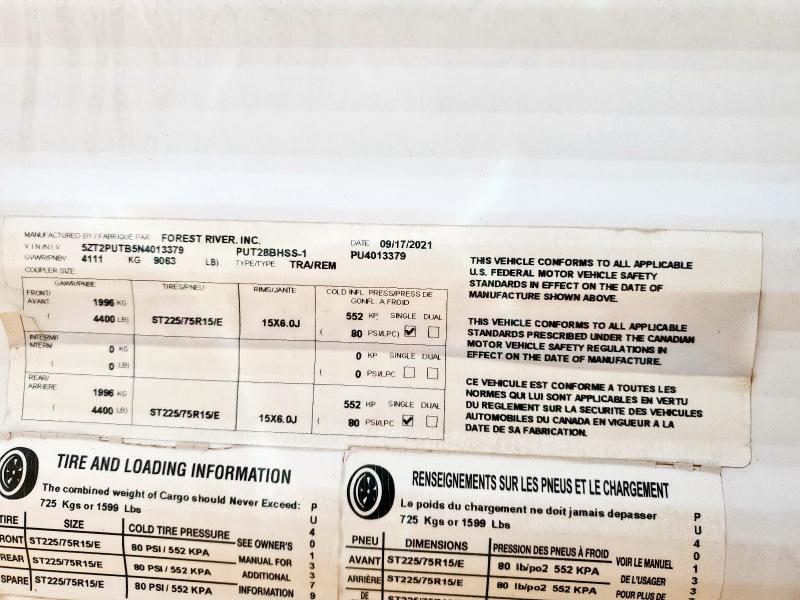 MANUFACTURED BY / FABRIQUE PAR FOREST RIVER, INC. DATE 09/17/2021
VIN/NIV 5ZT2PUTB5N4013379 PUT28BHSS-1 PU4013379
GVWR/PNBV 4111 KG 9063 LB) TYPE/TYPE TRA/REM
COUPLER SIZE
GAWR/PNBE TIRES/PNEU RIMS/JANTE COLD INFL PRESS/PRESS DE GONFL A FROID
FRONT/ AVANT 1996 KG 552 KP SINGLE DUAL
( 4400 LB) ST225/75R15/E 15X6.0J ( 80 PSI/LPC)
INTERM/ INTERM 0 KG 0 KP SINGLE DUAL
( 0 LB) ( 0 PSI/LPC
REAR/ ARRIERE 1996 KG 552 KP SINGLE DUAL
( 4400 LB) ST225/75R15/E 15X6.0J ( 80 PSI/LPC
THIS VEHICLE CONFORMS TO ALL APPLICABLE
U.S. FEDERAL MOTOR VEHICLE SAFETY
STANDARDS IN EFFECT ON THE DATE OF
MANUFACTURE SHOWN ABOVE.
THIS VEHICLE CONFORMS TO ALL APPLICABLE
STANDARDS PRESCRIBED UNDER THE CANADIAN
MOTOR VEHICLE SAFETY REGULATIONS IN
EFFECT ON THE DATE OF MANUFACTURE.
CE VEHICULE EST CONFORME A TOUTES LES
NORMES QUI LUI SONT APPLICABLES EN VERTU
DU REGLEMENT SUR LA SECURITE DES VEHICULES
AUTOMOBILES DU CANADA EN VIGUEUR A LA
DATE DE SA FABRICATION.
TIRE AND LOADING INFORMATION
The combined weight of Cargo should Never Exceed:
725 Kgs or 1599 Lbs
TIRE SIZE COLD TIRE PRESSURE SEE OWNER'S
FRONT ST225/75R15/E 80 PSI / 552 KPA MANUAL FOR
REAR ST225/75R15/E 80 PSI / 552 KPA ADDITIONAL
SPARE ST225/75R15/E 80 PSI / 552 KPA INFORMATION
PU4013379
RENSEIGNEMENTS SUR LES PNEUS ET LE CHARGEMENT
Le poids du chargement ne doit jamais depasser
725 Kgs or 1599 Lbs
PNEU DIMENSIONS PRESSION DES PNEUS À FROID VOIR LE MANUEL
AVANT ST225/75R15/E 80 lb/po2 552 KPA DE L'USAGER
ARRIÈRE ST225/75R15/E 80 lb/po2 552 KPA POUR PLUS DE
DE
PU40133